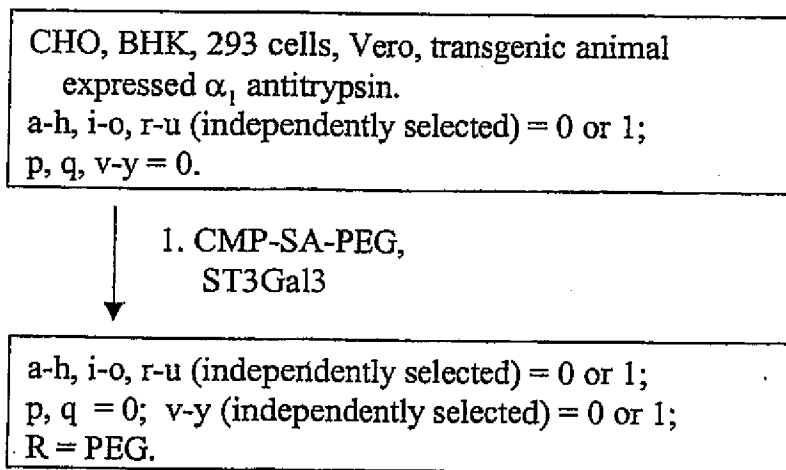 CHO, BHK, 293 cells, Vero, transgenic animal
expressed α₁ antitrypsin.
a-h, i-o, r-u (independently selected) = 0 or 1;
p, q, v-y = 0.
1. CMP-SA-PEG,
ST3Gal3
a-h, i-o, r-u (independently selected) = 0 or 1;
p, q = 0; v-y (independently selected) = 0 or 1;
R = PEG.